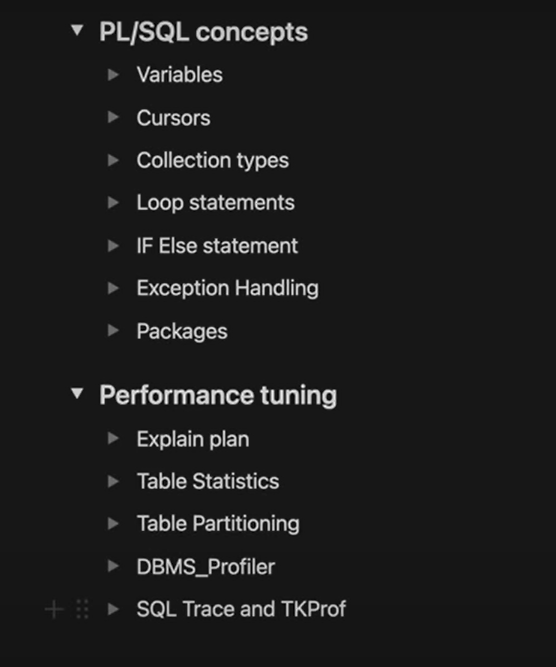 PL/SQL concepts
Variables
Cursors
Collection types
Loop statements
IF Else statement
Exception Handling
Packages
Performance tuning
Explain plan
Table Statistics
Table Partitioning
DBMS_Profiler
SQL Trace and TKProf